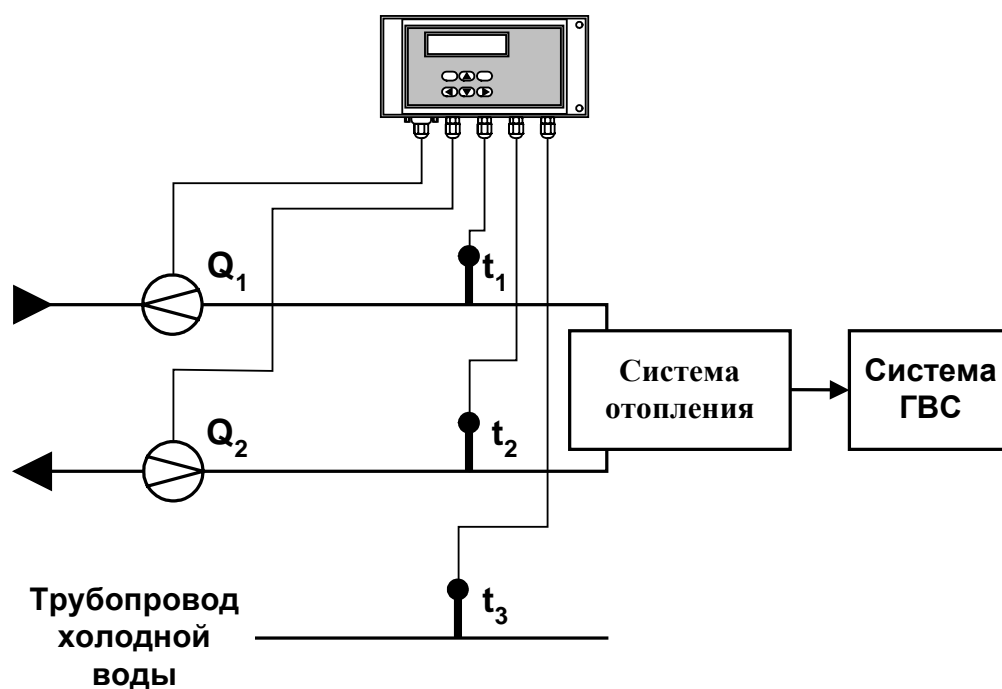 Q₁
t₁
Система
отопления
Система
ГВС
Q₂
t₂
Трубопровод
холодной
воды
t₃